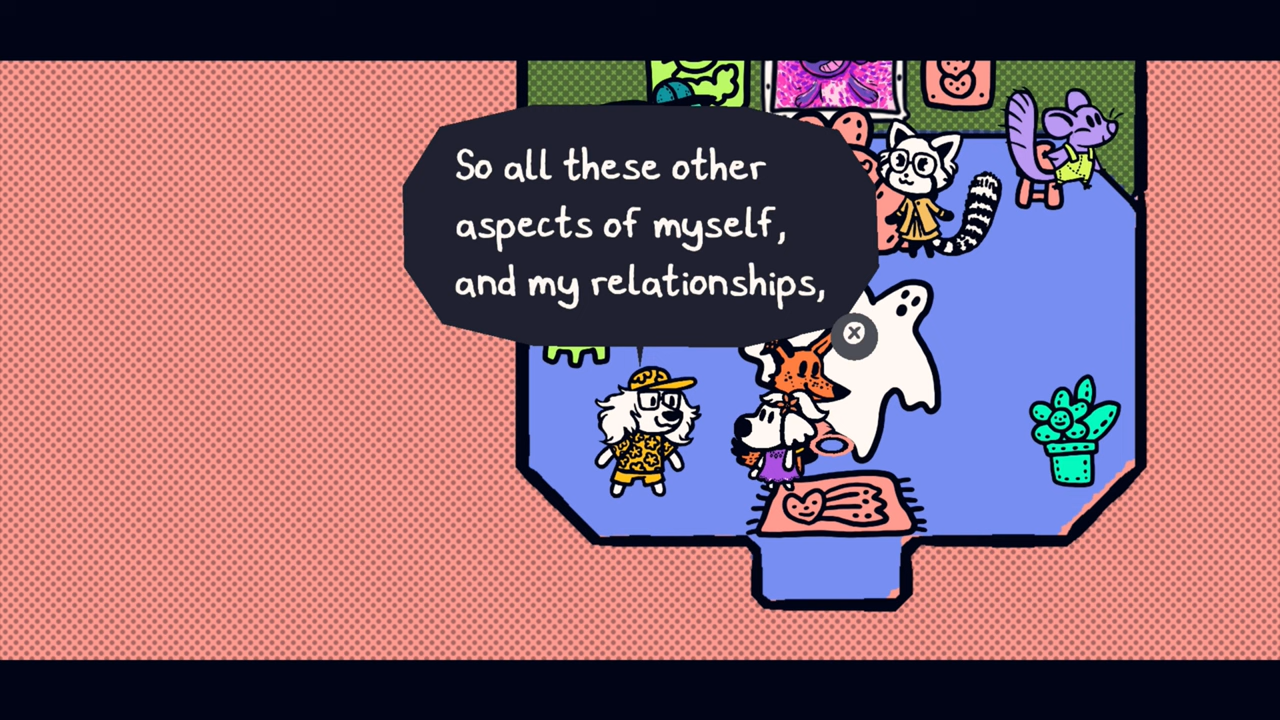 So all these other
aspects of myself,
and my relationships,